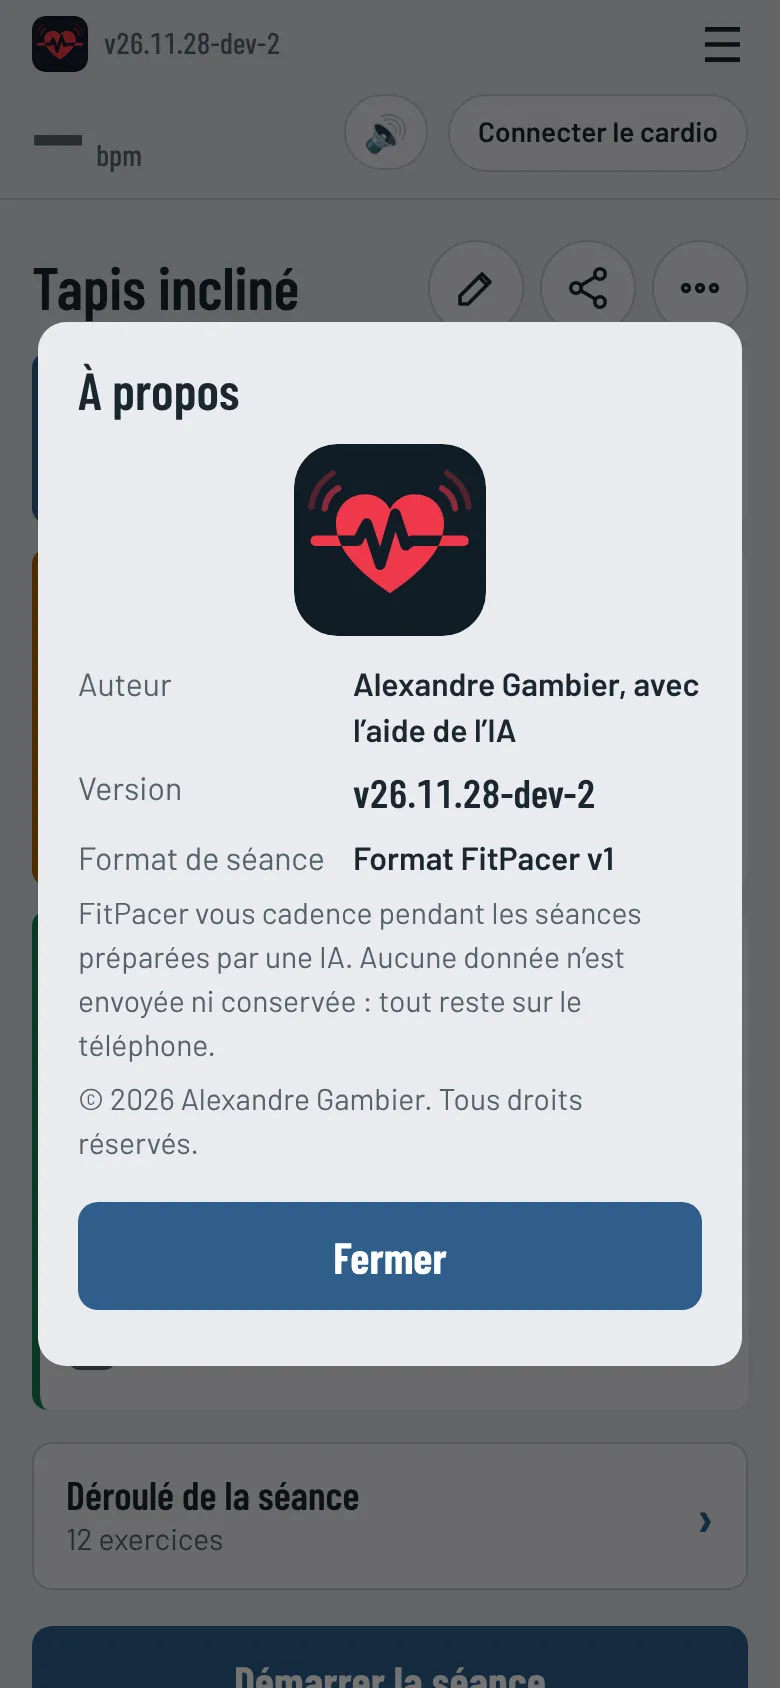 v26.11.28-dev-2
bpm
Connecter le cardio
Tapis incliné
À propos
Auteur
Alexandre Gambier, avec
l’aide de l’IA
Version
v26.11.28-dev-2
Format de séance
Format FitPacer v1
FitPacer vous cadence pendant les séances
préparées par une IA. Aucune donnée n’est
envoyée ni conservée : tout reste sur le
téléphone.
© 2026 Alexandre Gambier. Tous droits
réservés.
Fermer
Déroulé de la séance
12 exercices
Démarrer la séance